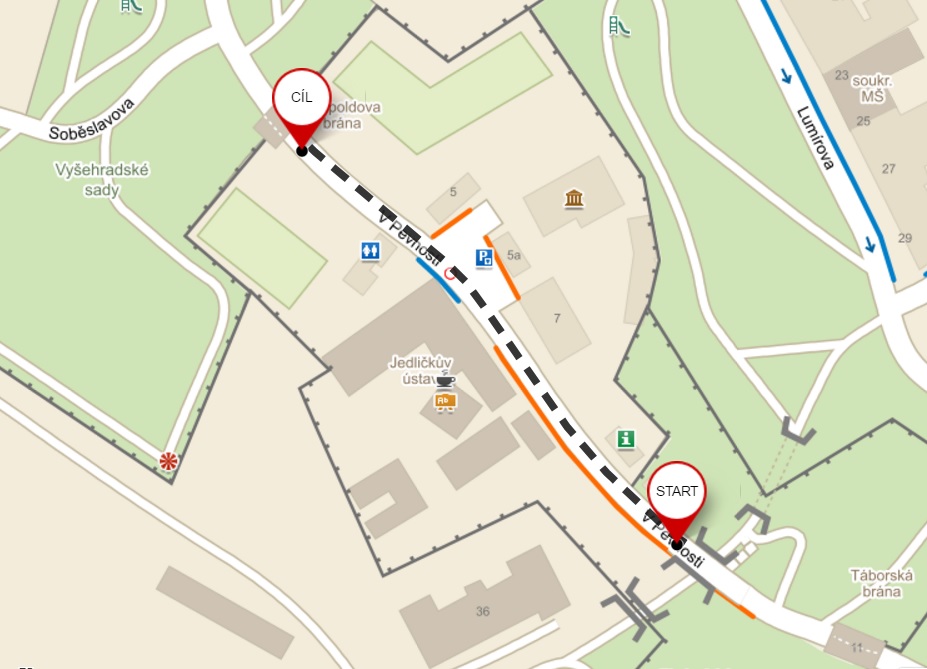 CÍL
poldova
brána
Soběslavova
Vyšehradské
sady
23
soukr.
MŠ
Lumírova
25
27
29
5
V Pevnosti
5a
7
Jedličkův
ústav
Rb
i
START
V Pevnosti
Táborská
brána
36
11